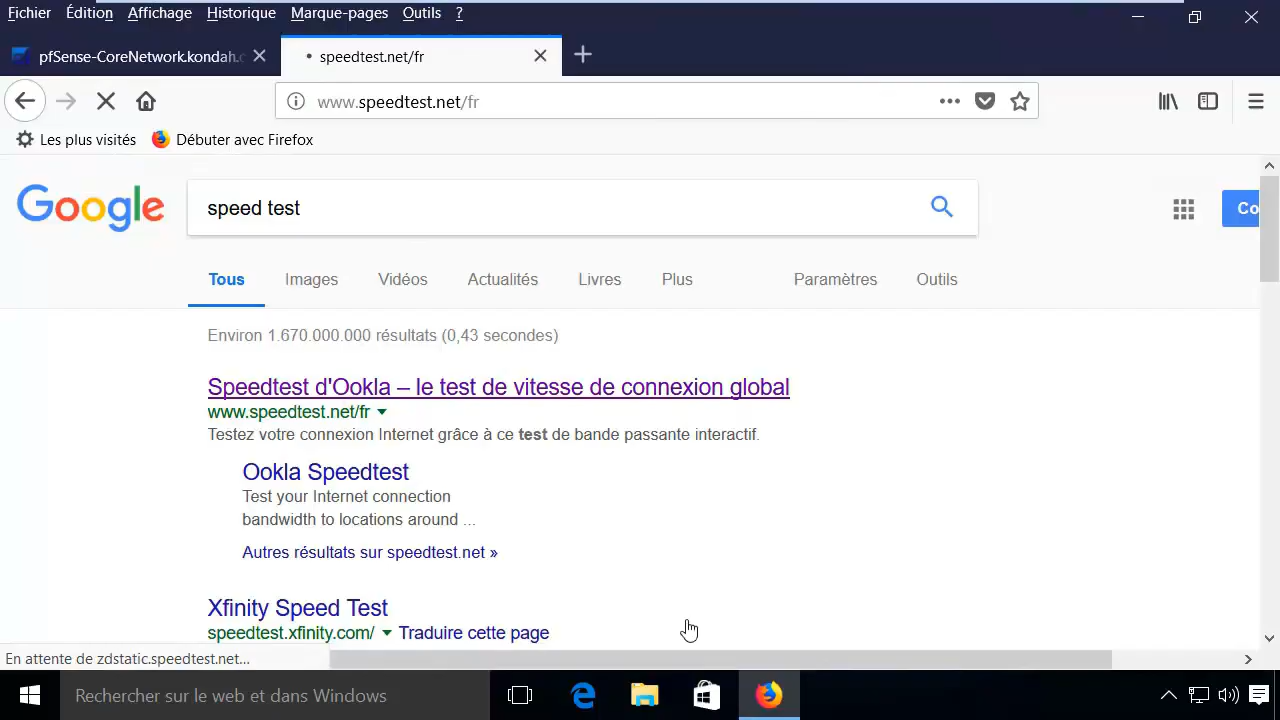 Fichier Édition Affichage Historique Marque-pages Outils ?
pfSense-CoreNetwork.kondah.c
speedtest.net/fr
www.speedtest.net/fr
Les plus visités Débuter avec Firefox
Google
speed test
Co
Tous Images Vidéos Actualités Livres Plus Paramètres Outils
Environ 1.670.000.000 résultats (0,43 secondes)
Speedtest d'Ookla – le test de vitesse de connexion global
www.speedtest.net/fr
Testez votre connexion Internet grâce à ce test de bande passante interactif.
Ookla Speedtest
Test your Internet connection
bandwidth to locations around ...
Autres résultats sur speedtest.net »
Xfinity Speed Test
speedtest.xfinity.com/ Traduire cette page
En attente de zdstatic.speedtest.net...
Rechercher sur le web et dans Windows